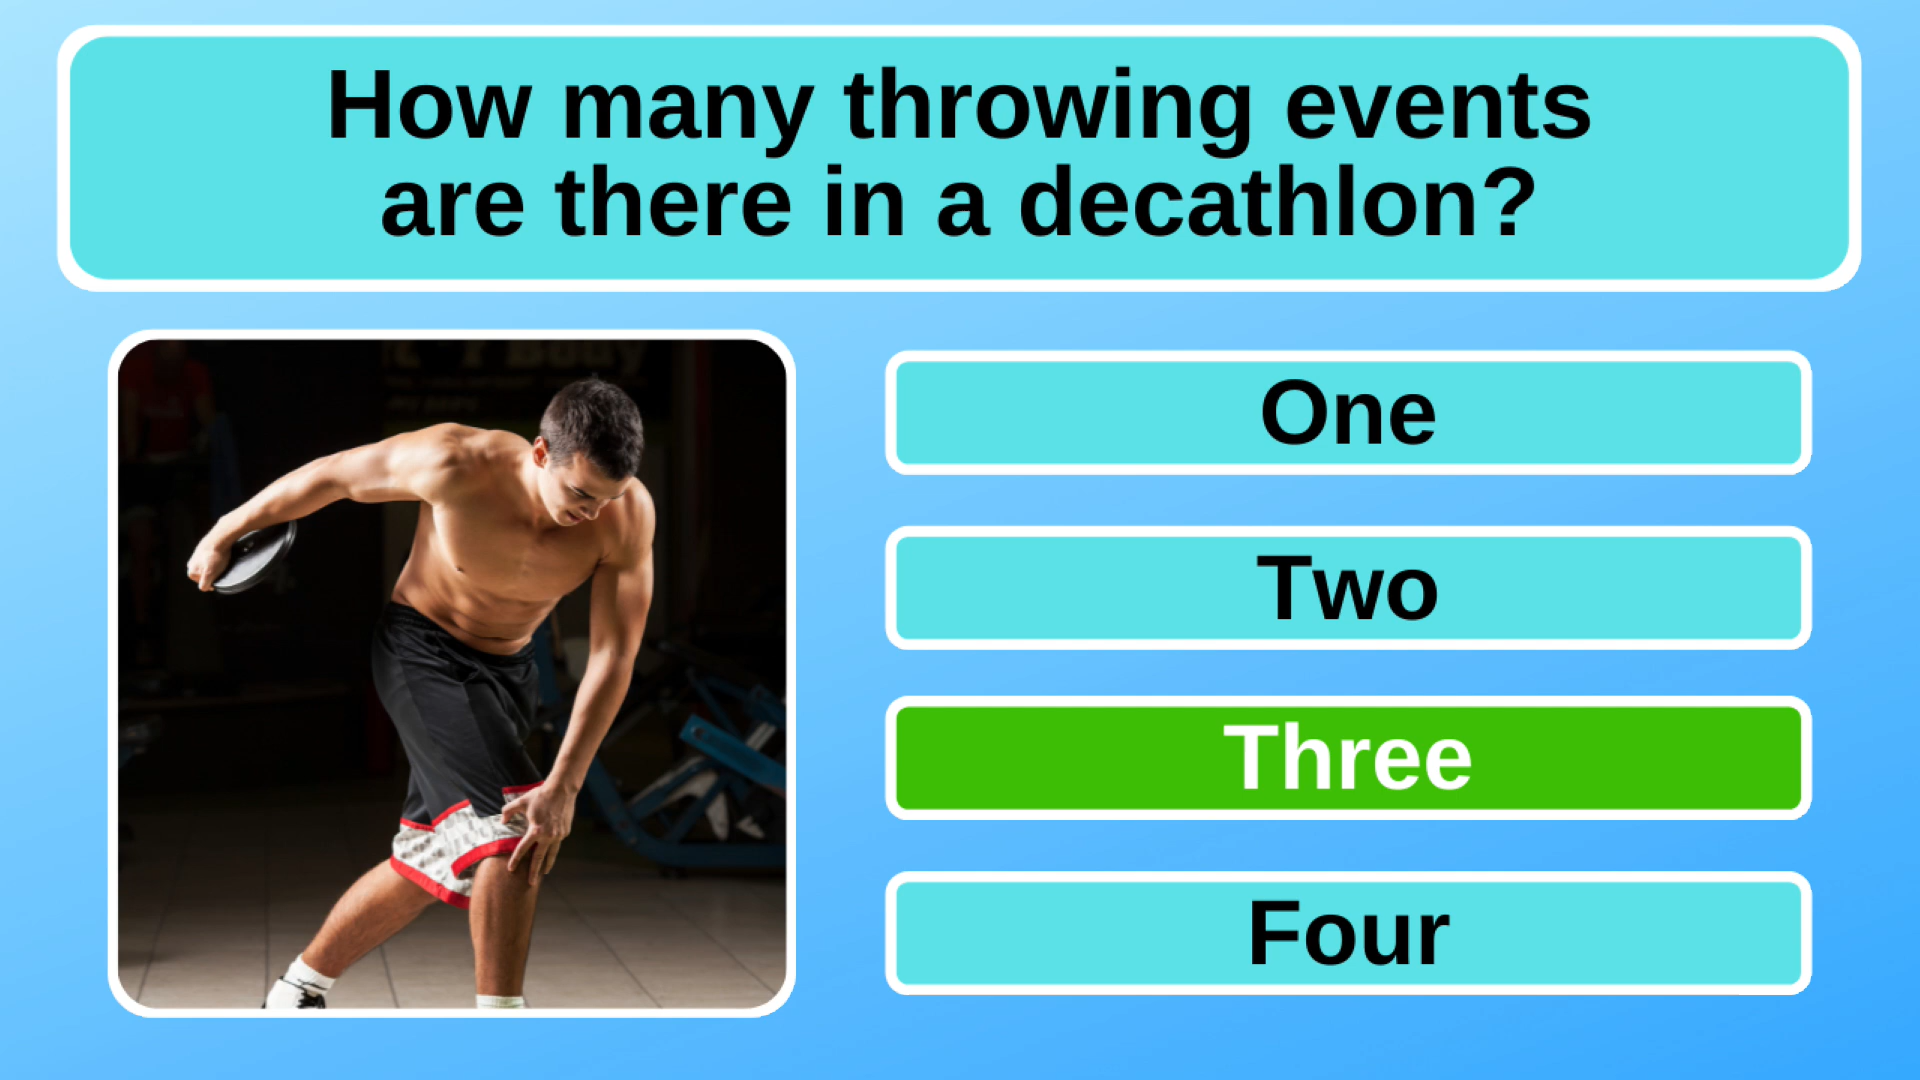 How many throwing events
are there in a decathlon?
One
Two
Three
Four